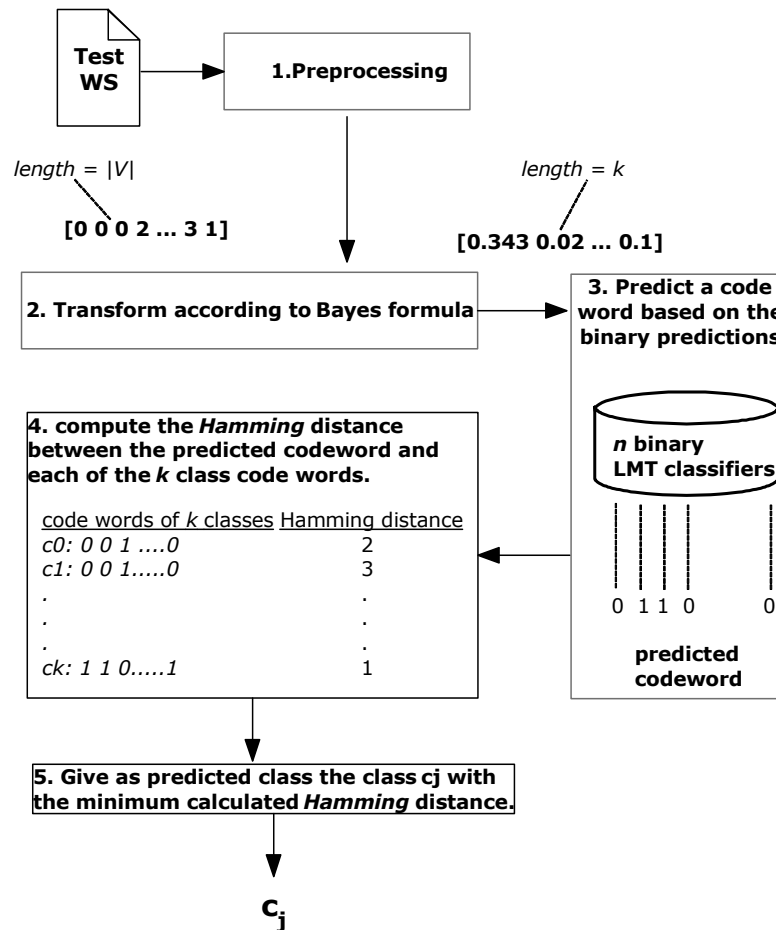 Test
WS
1.Preprocessing
length = |V|
[0 0 0 2 ... 3 1]
length = k
[0.343 0.02 ... 0.1]
2. Transform according to Bayes formula
3. Predict a code
word based on the
binary predictions
n binary
LMT classifiers
0 1 1 0 0
predicted
codeword
4. compute the Hamming distance
between the predicted codeword and
each of the k class code words.
code words of k classes Hamming distance
c0: 0 0 1 ....0 2
c1: 0 0 1.....0 3
. .
. .
. .
ck: 1 1 0.....1 1
5. Give as predicted class the class cj with
the minimum calculated Hamming distance.
cj